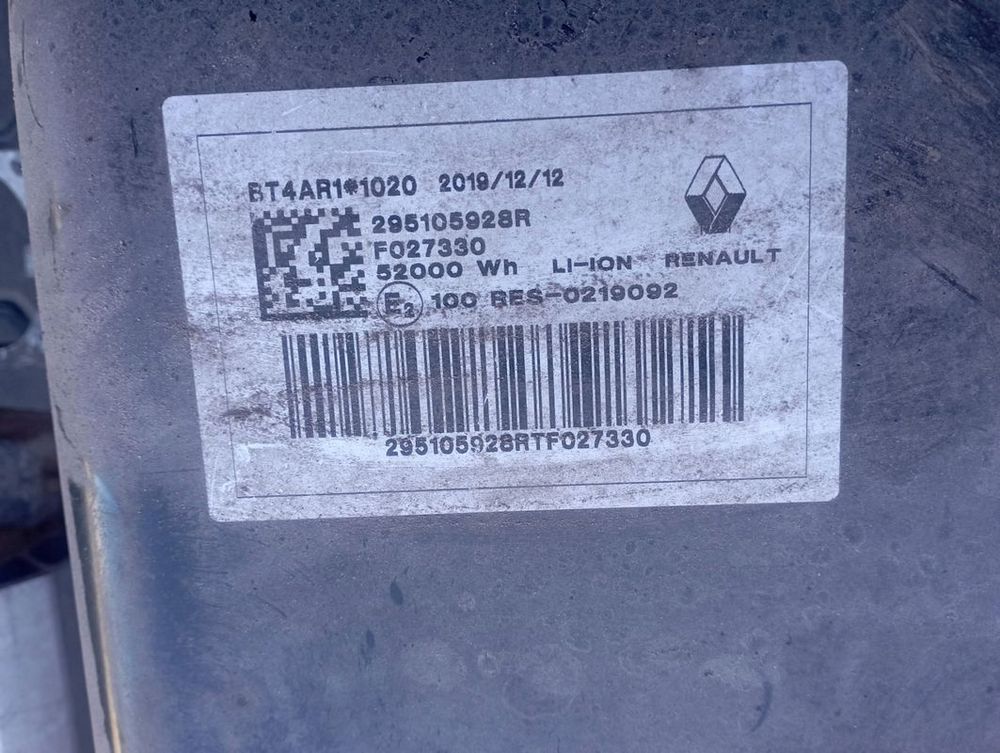 BT4AR1*1020 2019/12/12
295105928R
F027330
52000 Wh LI-ION RENAULT
E2 100 RES-0219092
295105928RTF027330